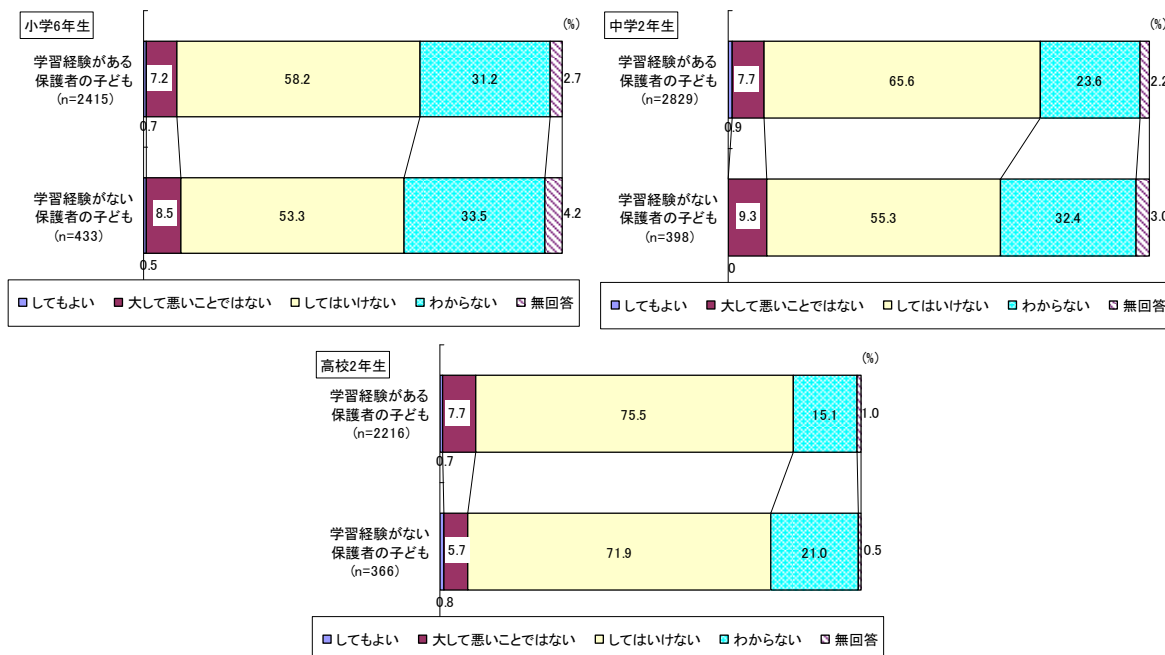 小学6年生
(%)
学習経験がある
保護者の子ども
(n=2415)
7.2
58.2
31.2
2.7
0.7
学習経験がない
保護者の子ども
(n=433)
8.5
53.3
33.5
4.2
0.5
してもよい 大して悪いことではない してはいけない わからない 無回答
中学2年生
(%)
学習経験がある
保護者の子ども
(n=2829)
7.7
65.6
23.6
2.2
0.9
学習経験がない
保護者の子ども
(n=398)
9.3
55.3
32.4
3.0
0
してもよい 大して悪いことではない してはいけない わからない 無回答
高校2年生
(%)
学習経験がある
保護者の子ども
(n=2216)
7.7
75.5
15.1
1.0
0.7
学習経験がない
保護者の子ども
(n=366)
5.7
71.9
21.0
0.5
0.8
してもよい 大して悪いことではない してはいけない わからない 無回答